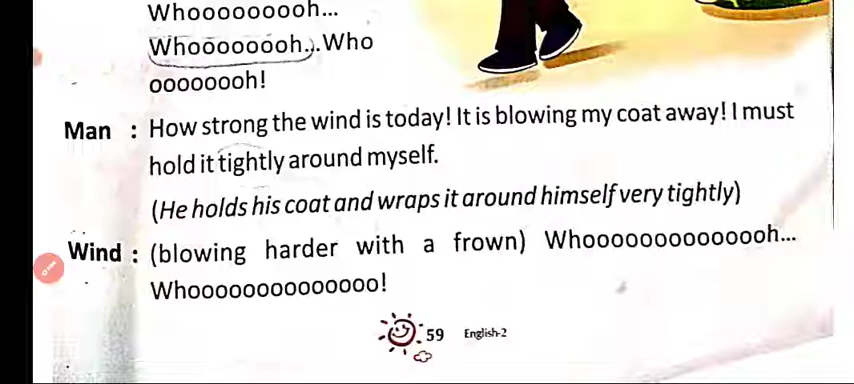 Whooooooooh...
Whoooooooh...Who
oooooooh!
Man : How strong the wind is today! It is blowing my coat away! I must
hold it tightly around myself.
(He holds his coat and wraps it around himself very tightly)
Wind : (blowing harder with a frown) Whoooooooooooooh...
Whoooooooooooooo!
59 English-2